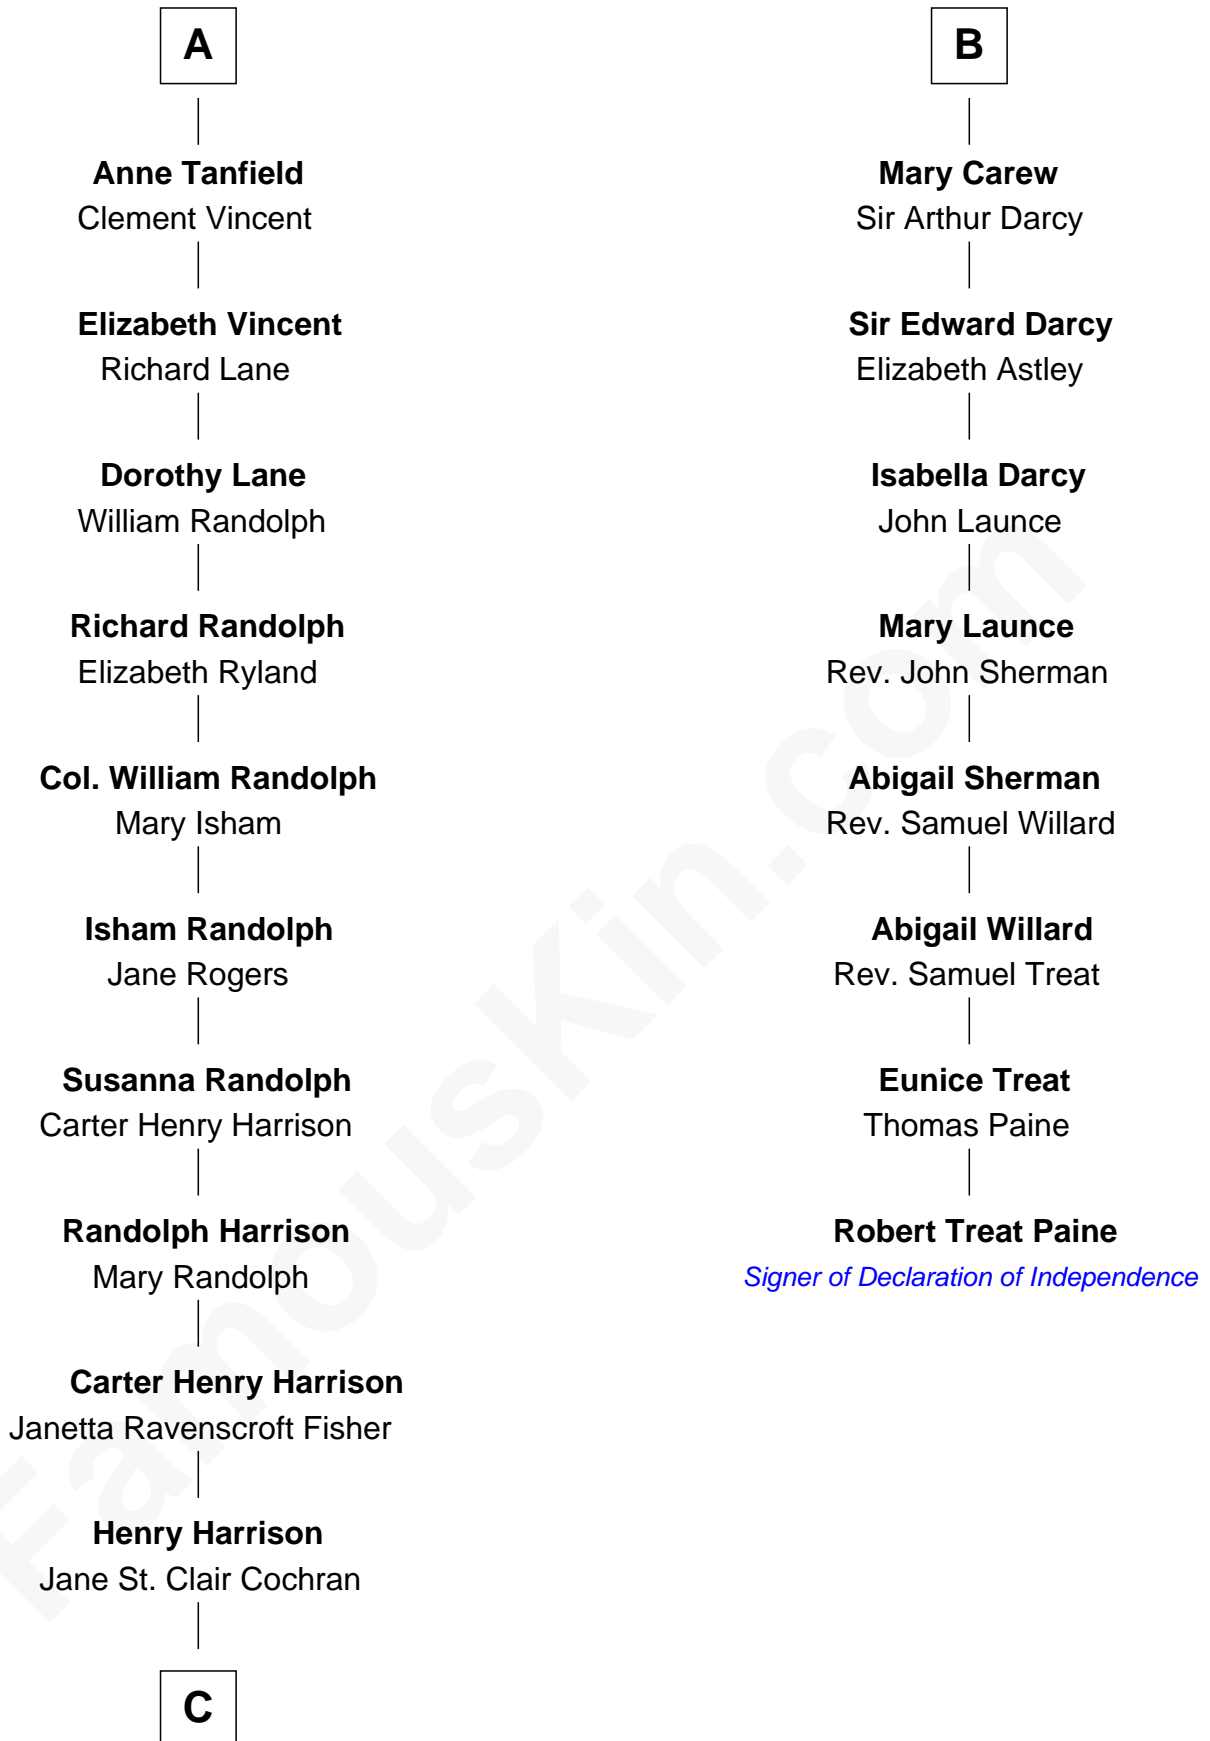 A
Anne Tanfield
Clement Vincent
Elizabeth Vincent
Richard Lane
Dorothy Lane
William Randolph
Richard Randolph
Elizabeth Ryland
Col. William Randolph
Mary Isham
Isham Randolph
Jane Rogers
Susanna Randolph
Carter Henry Harrison
Randolph Harrison
Mary Randolph
Carter Henry Harrison
Janetta Ravenscroft Fisher
Henry Harrison
Jane St. Clair Cochran
C
B
Mary Carew
Sir Arthur Darcy
Sir Edward Darcy
Elizabeth Astley
Isabella Darcy
John Launce
Mary Launce
Rev. John Sherman
Abigail Sherman
Rev. Samuel Willard
Abigail Willard
Rev. Samuel Treat
Eunice Treat
Thomas Paine
Robert Treat Paine
Signer of Declaration of Independence
FamousKin.com